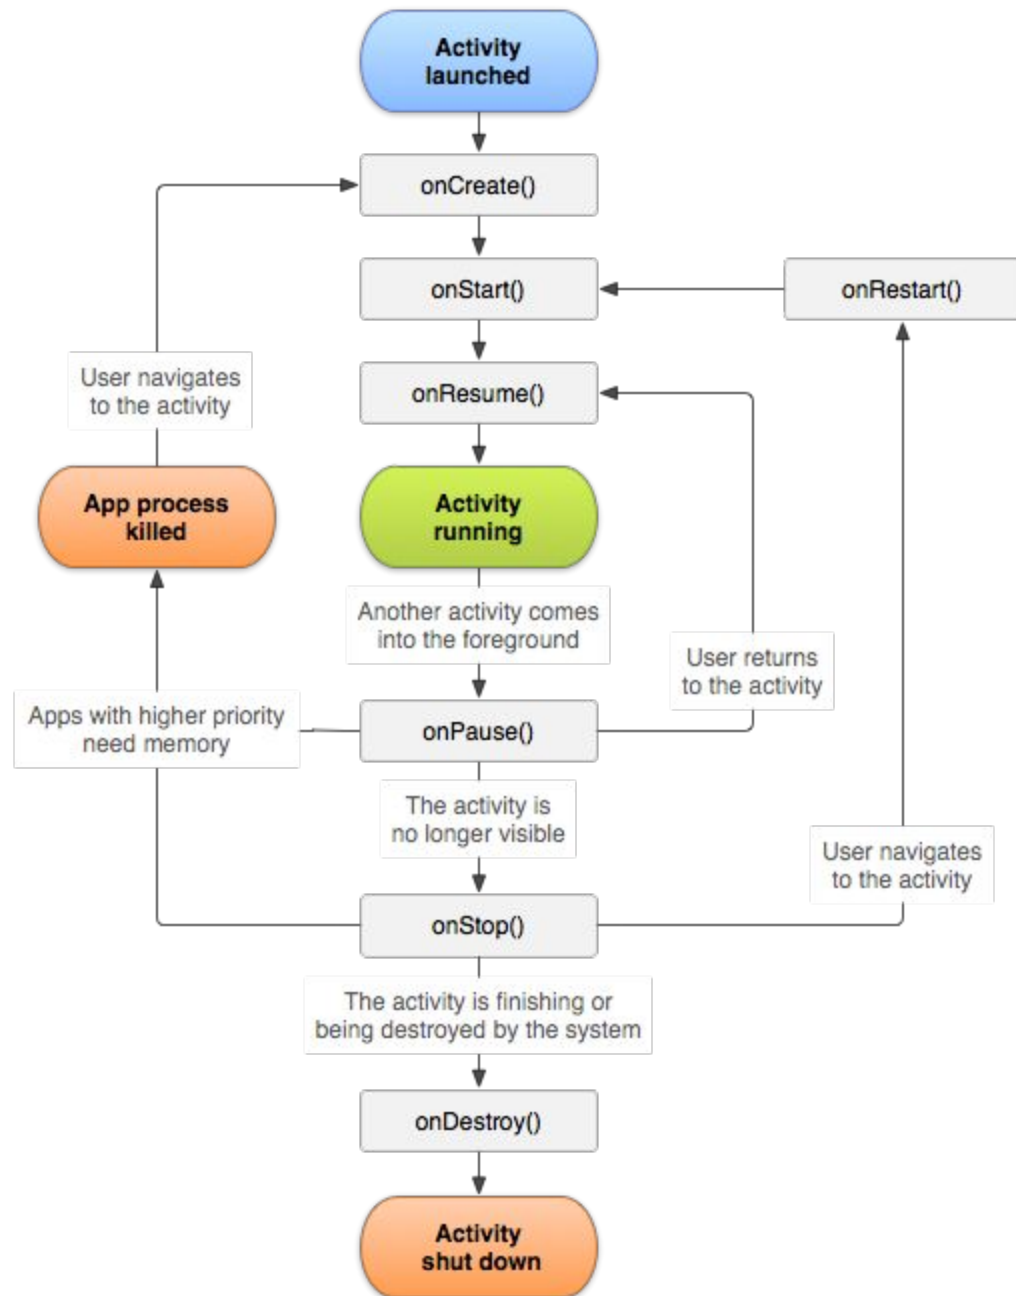 Activity
launched
onCreate()
onStart()
onRestart()
onResume()
User navigates
to the activity
App process
killed
Activity
running
Another activity comes
into the foreground
User returns
to the activity
Apps with higher priority
need memory
onPause()
The activity is
no longer visible
User navigates
to the activity
onStop()
The activity is finishing or
being destroyed by the system
onDestroy()
Activity
shut down